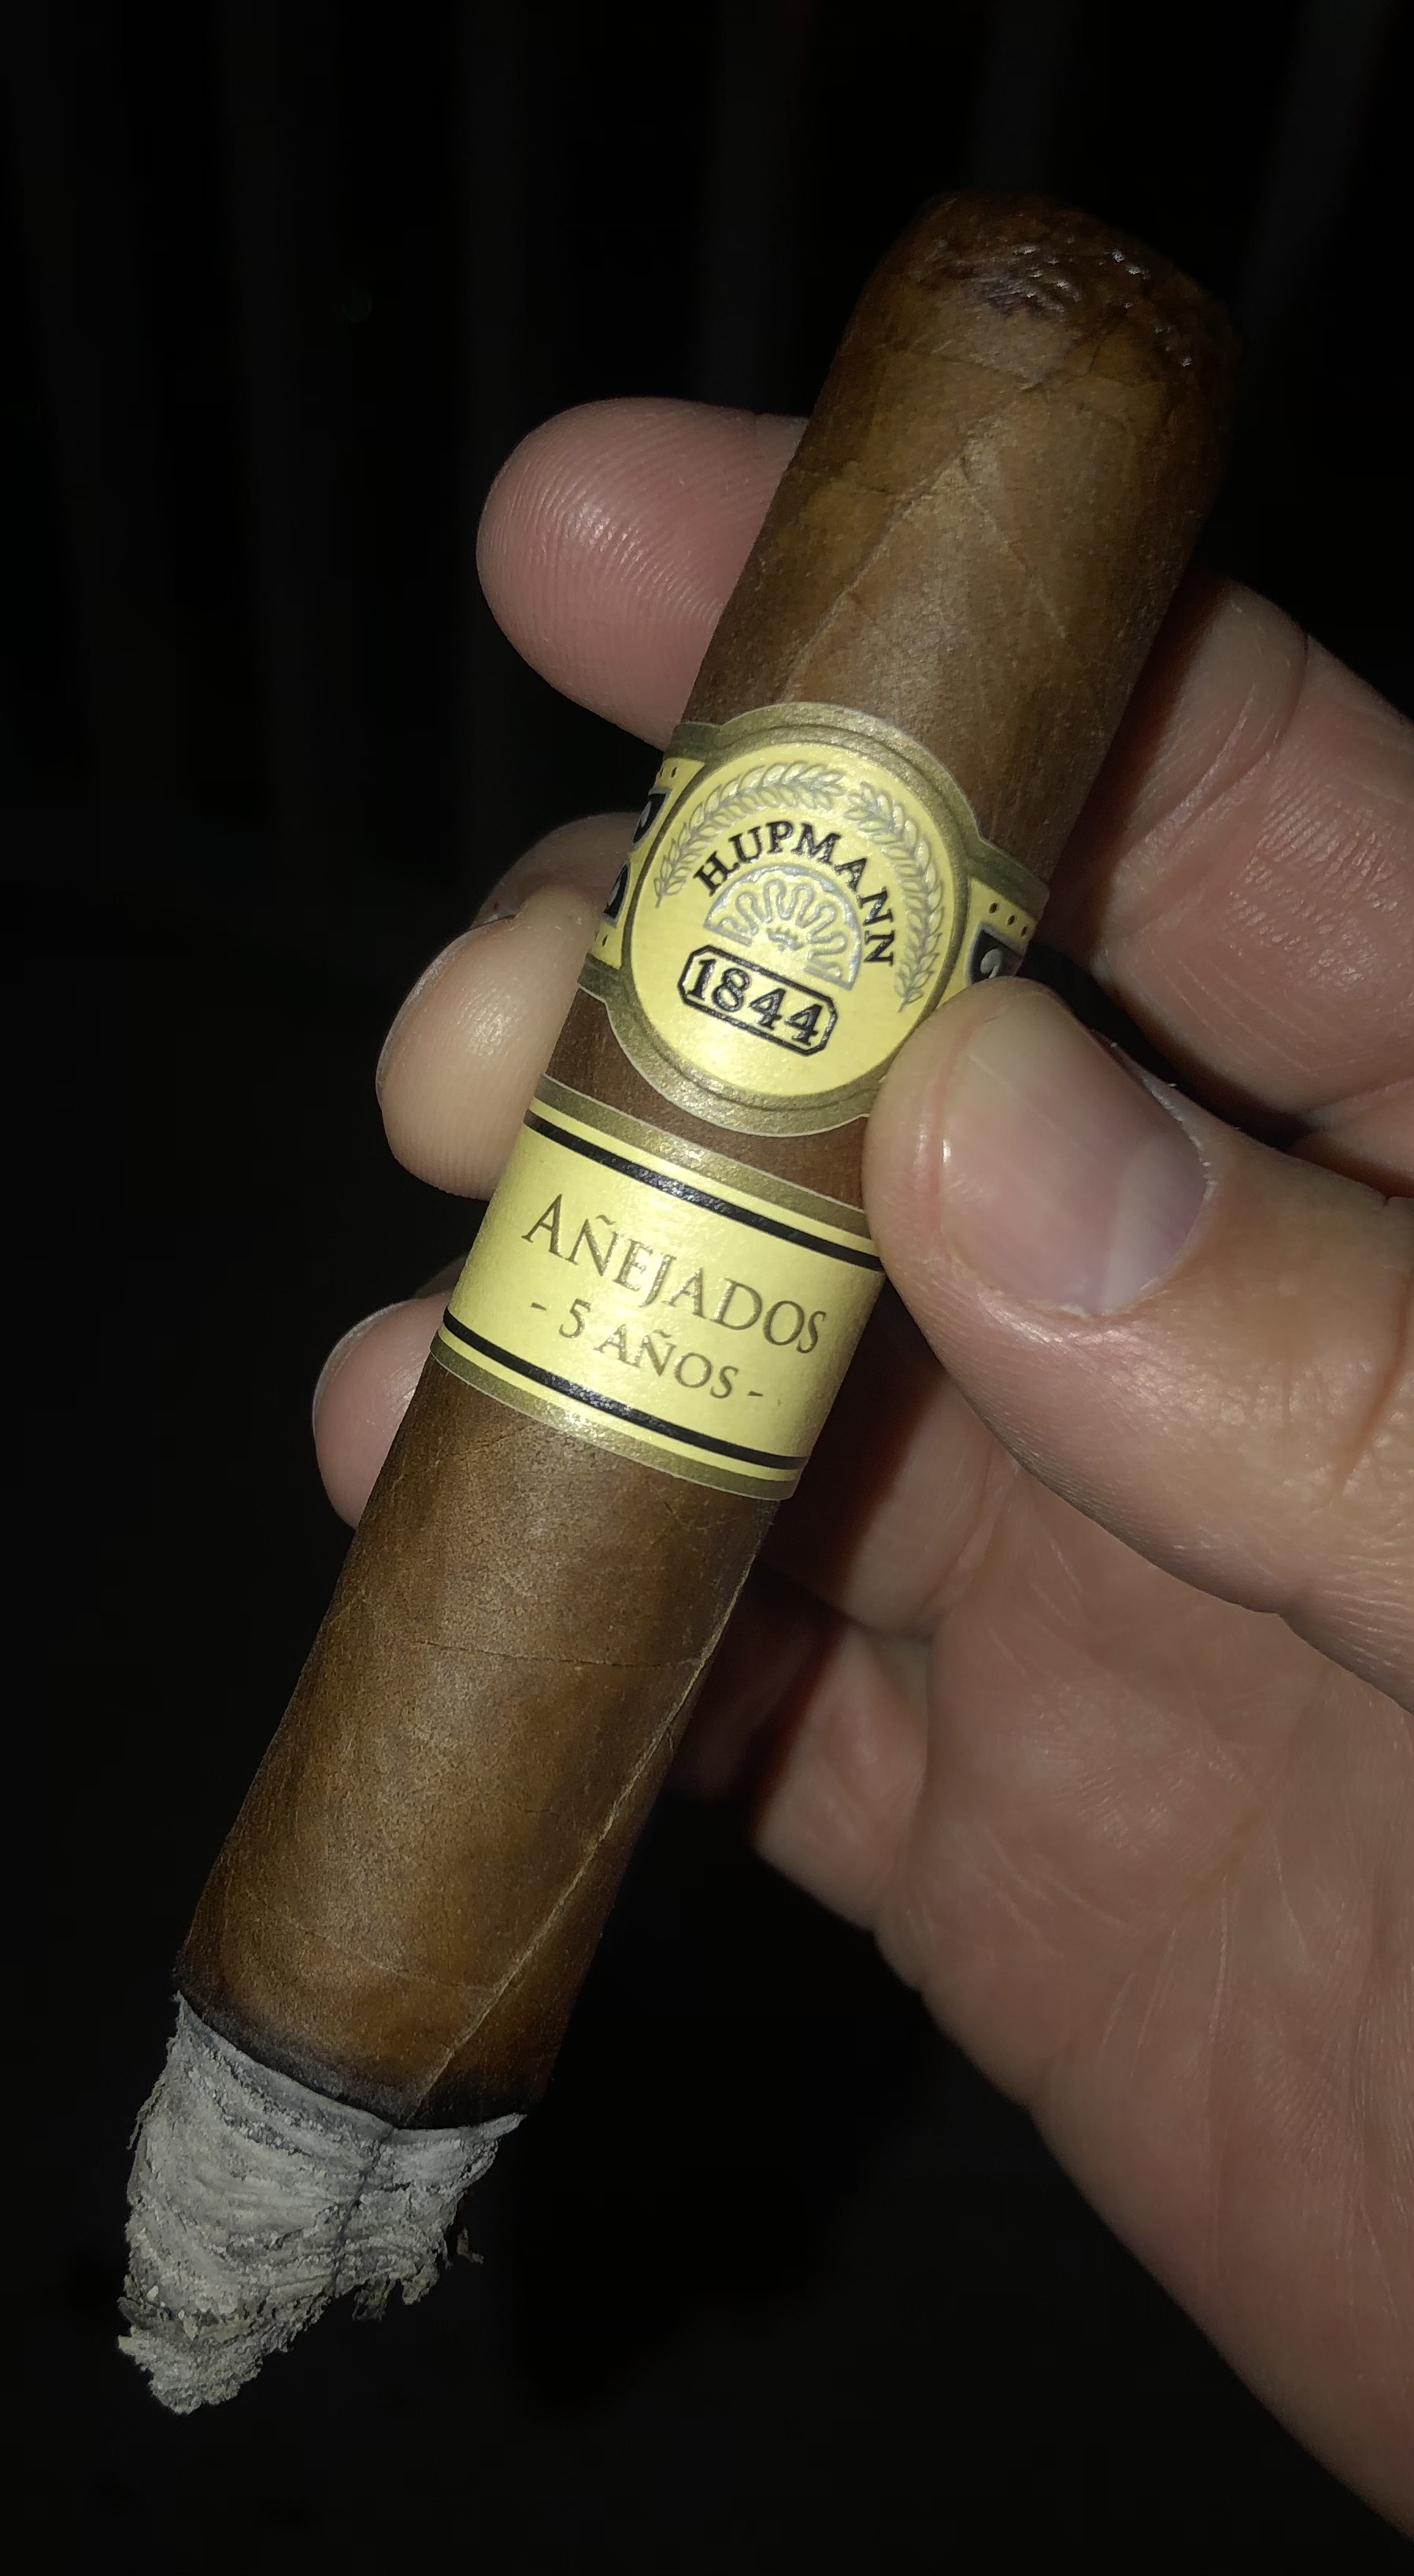 H.UPMANN
1844
AÑEJADOS
- 5 AÑOS -